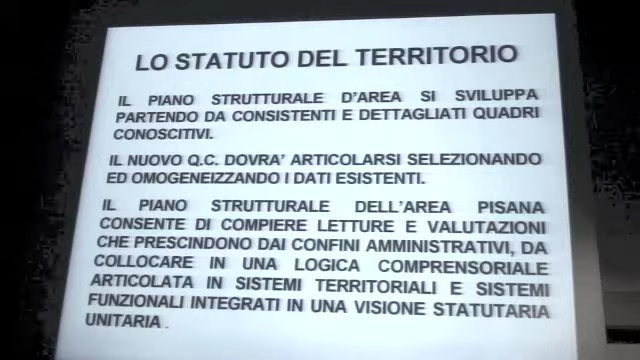 LO STATUTO DEL TERRITORIO
IL PIANO STRUTTURALE D'AREA SI SVILUPPA
PARTENDO DA CONSISTENTI E DETTAGLIATI QUADRI
CONOSCITIVI.
IL NUOVO Q.C. DOVRA' ARTICOLARSI SELEZIONANDO
ED OMOGENEIZZANDO I DATI ESISTENTI.
IL PIANO STRUTTURALE DELL'AREA PISANA
CONSENTE DI COMPIERE LETTURE E VALUTAZIONI
CHE PRESCINDONO DAI CONFINI AMMINISTRATIVI, DA
COLLOCARE IN UNA LOGICA COMPRENSORIALE
ARTICOLATA IN SISTEMI TERRITORIALI E SISTEMI
FUNZIONALI INTEGRATI IN UNA VISIONE STATUTARIA
UNITARIA.